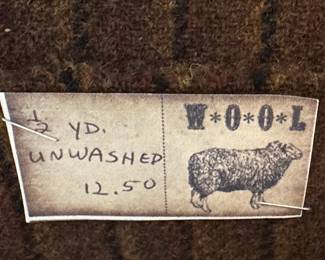 ½ YD.
UNWASHED
12.50
W*O*O*L